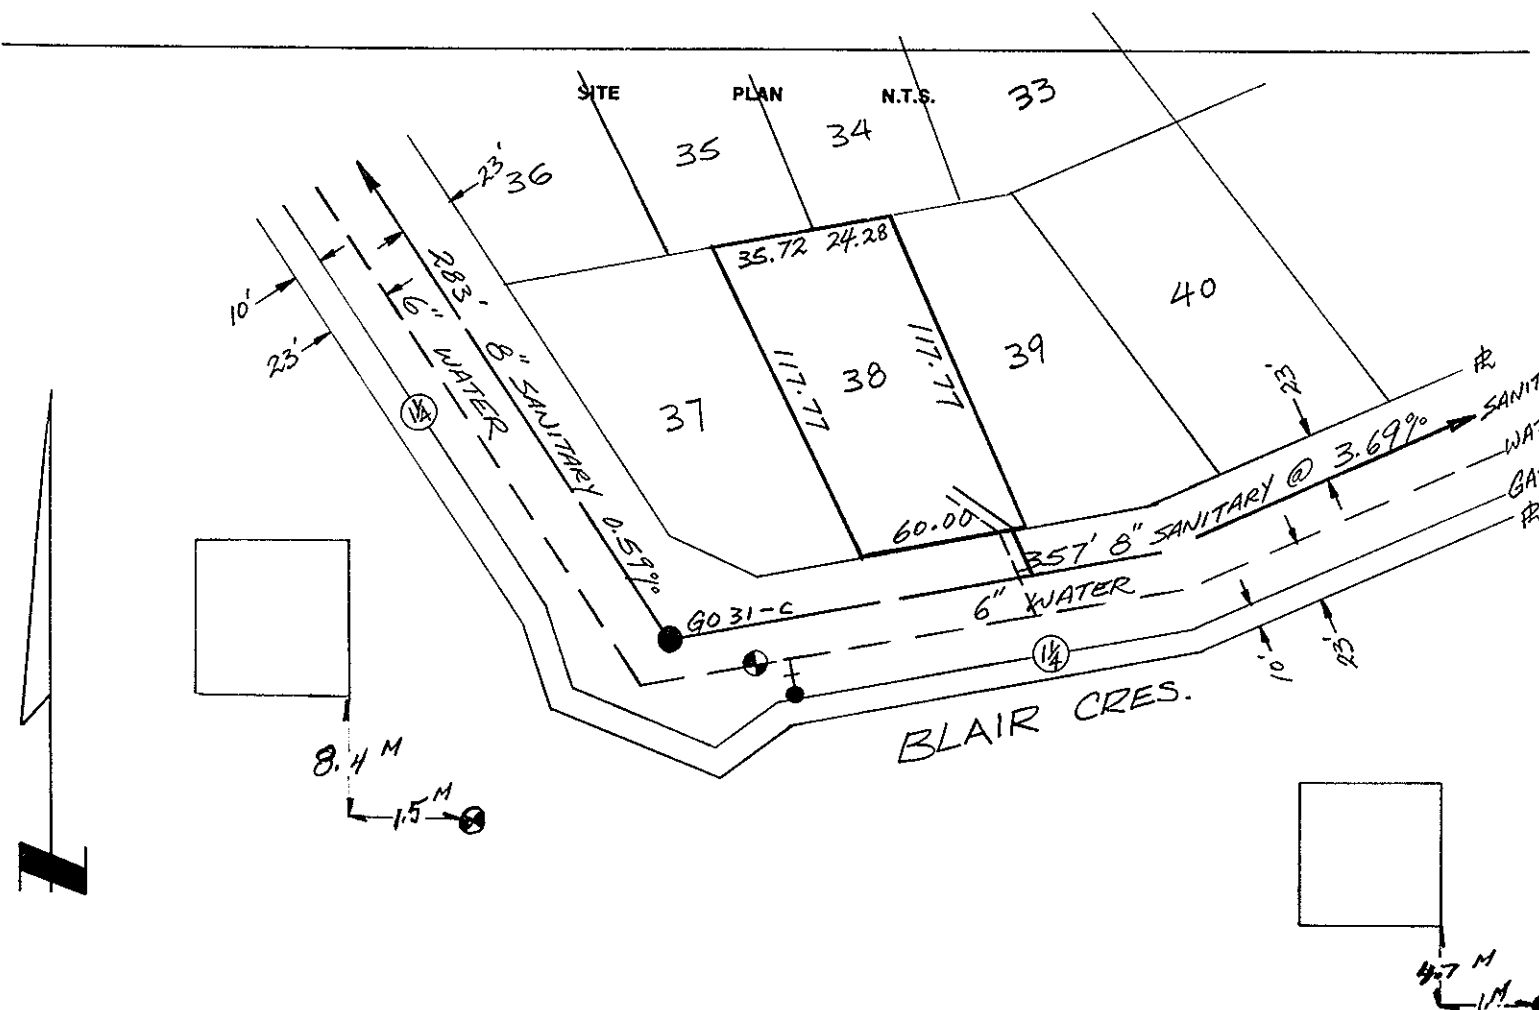 SITE PLAN N.T.S.
33
34
35
36
23'
35.72 24.28
10'
23'
283' 8" SANITARY 0.59%
6" WATER
1¼
117.77
117.77
37
38
39
40
23'
60.00
357' 8" SANITARY @ 3.69%
SANIT
WAT
GA
6" WATER
GO 31-C
1¼
10'
23'
BLAIR CRES.
8.4 M
1.5 M
4.7 M
1 M